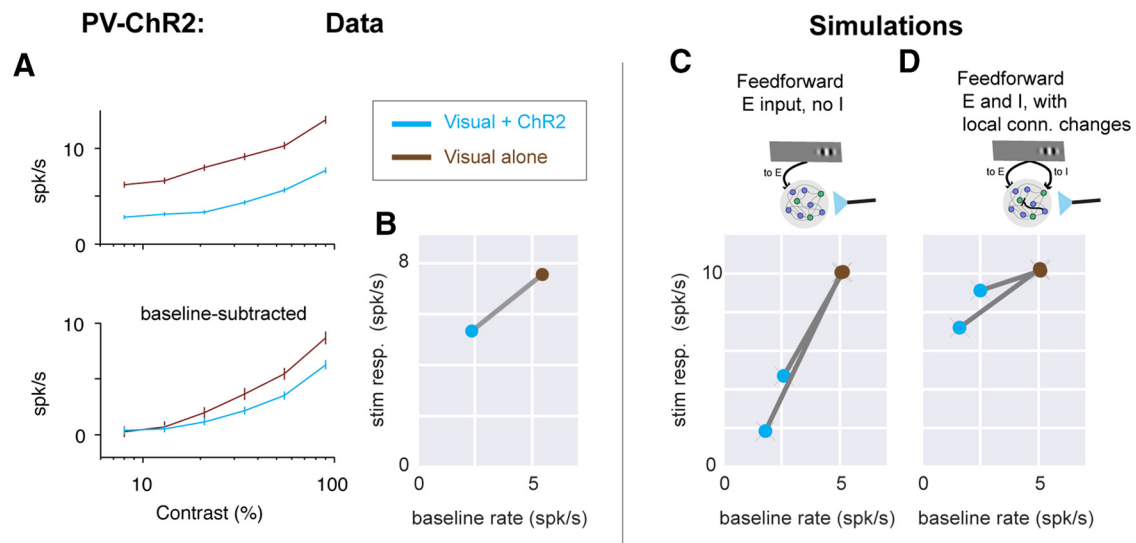 PV-ChR2: Data
Simulations
A
spk/s
10
0
baseline-subtracted
spk/s
10
0
10
100
Contrast (%)
Visual + ChR2
Visual alone
B
stim resp. (spk/s)
8
0
0
5
baseline rate (spk/s)
C
Feedforward
E input, no I
to E
stim resp. (spk/s)
10
0
0
5
baseline rate (spk/s)
D
Feedforward
E and I, with
local conn. changes
to E
to I
0
5
baseline rate (spk/s)